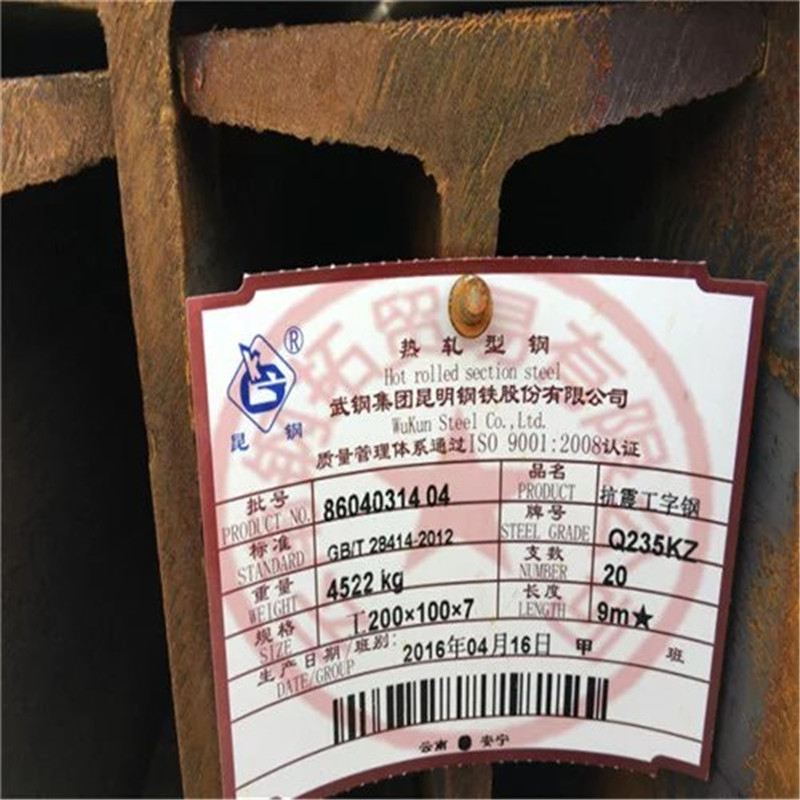 ®
昆 钢
热轧型钢
Hot rolled section steel
武钢集团昆明钢铁股份有限公司
WuKun Steel Co.,Ltd.
质量管理体系通过ISO 9001:2008认证
批号 PRODUCT NO. 86040314 04 品名 PRODUCT 抗震工字钢
标准 STANDARD GB/T 28414-2012 牌号 STEEL GRADE Q235KZ
重量 WEIGHT 4522 kg 支数 NUMBER 20
规格 SIZE 工200×100×7 长度 LENGTH 9m★
生产日期/班别: DATE/GROUP 2016年04月16日 甲 班
云南 安宁